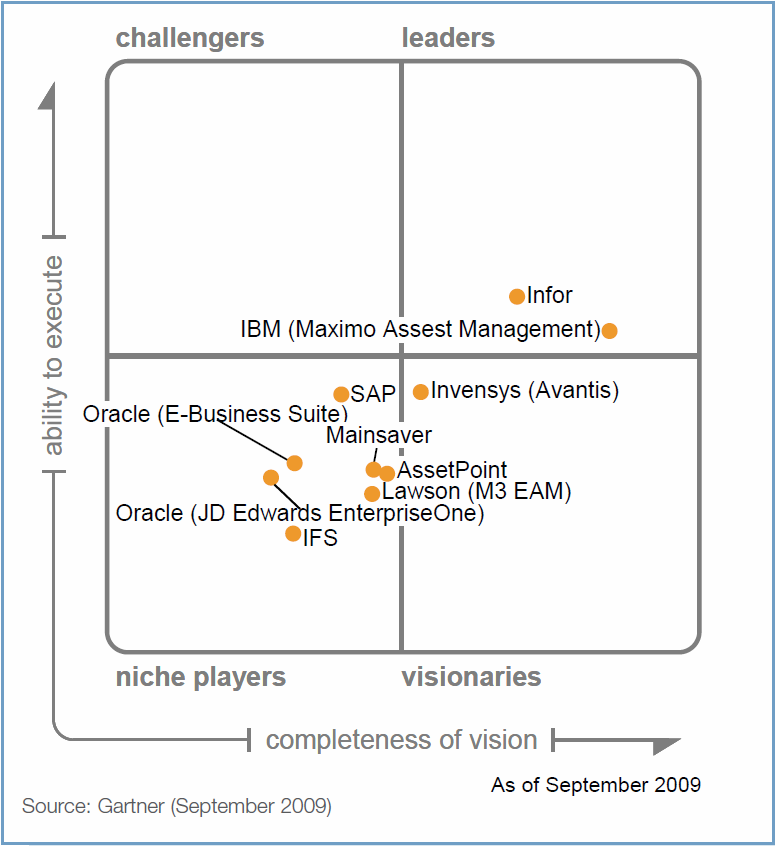 challengers
leaders
ability to execute
Infor
IBM (Maximo Assest Management)
SAP
Invensys (Avantis)
Oracle (E-Business Suite)
Mainsaver
AssetPoint
Lawson (M3 EAM)
Oracle (JD Edwards EnterpriseOne)
IFS
niche players
visionaries
completeness of vision
As of September 2009
Source: Gartner (September 2009)